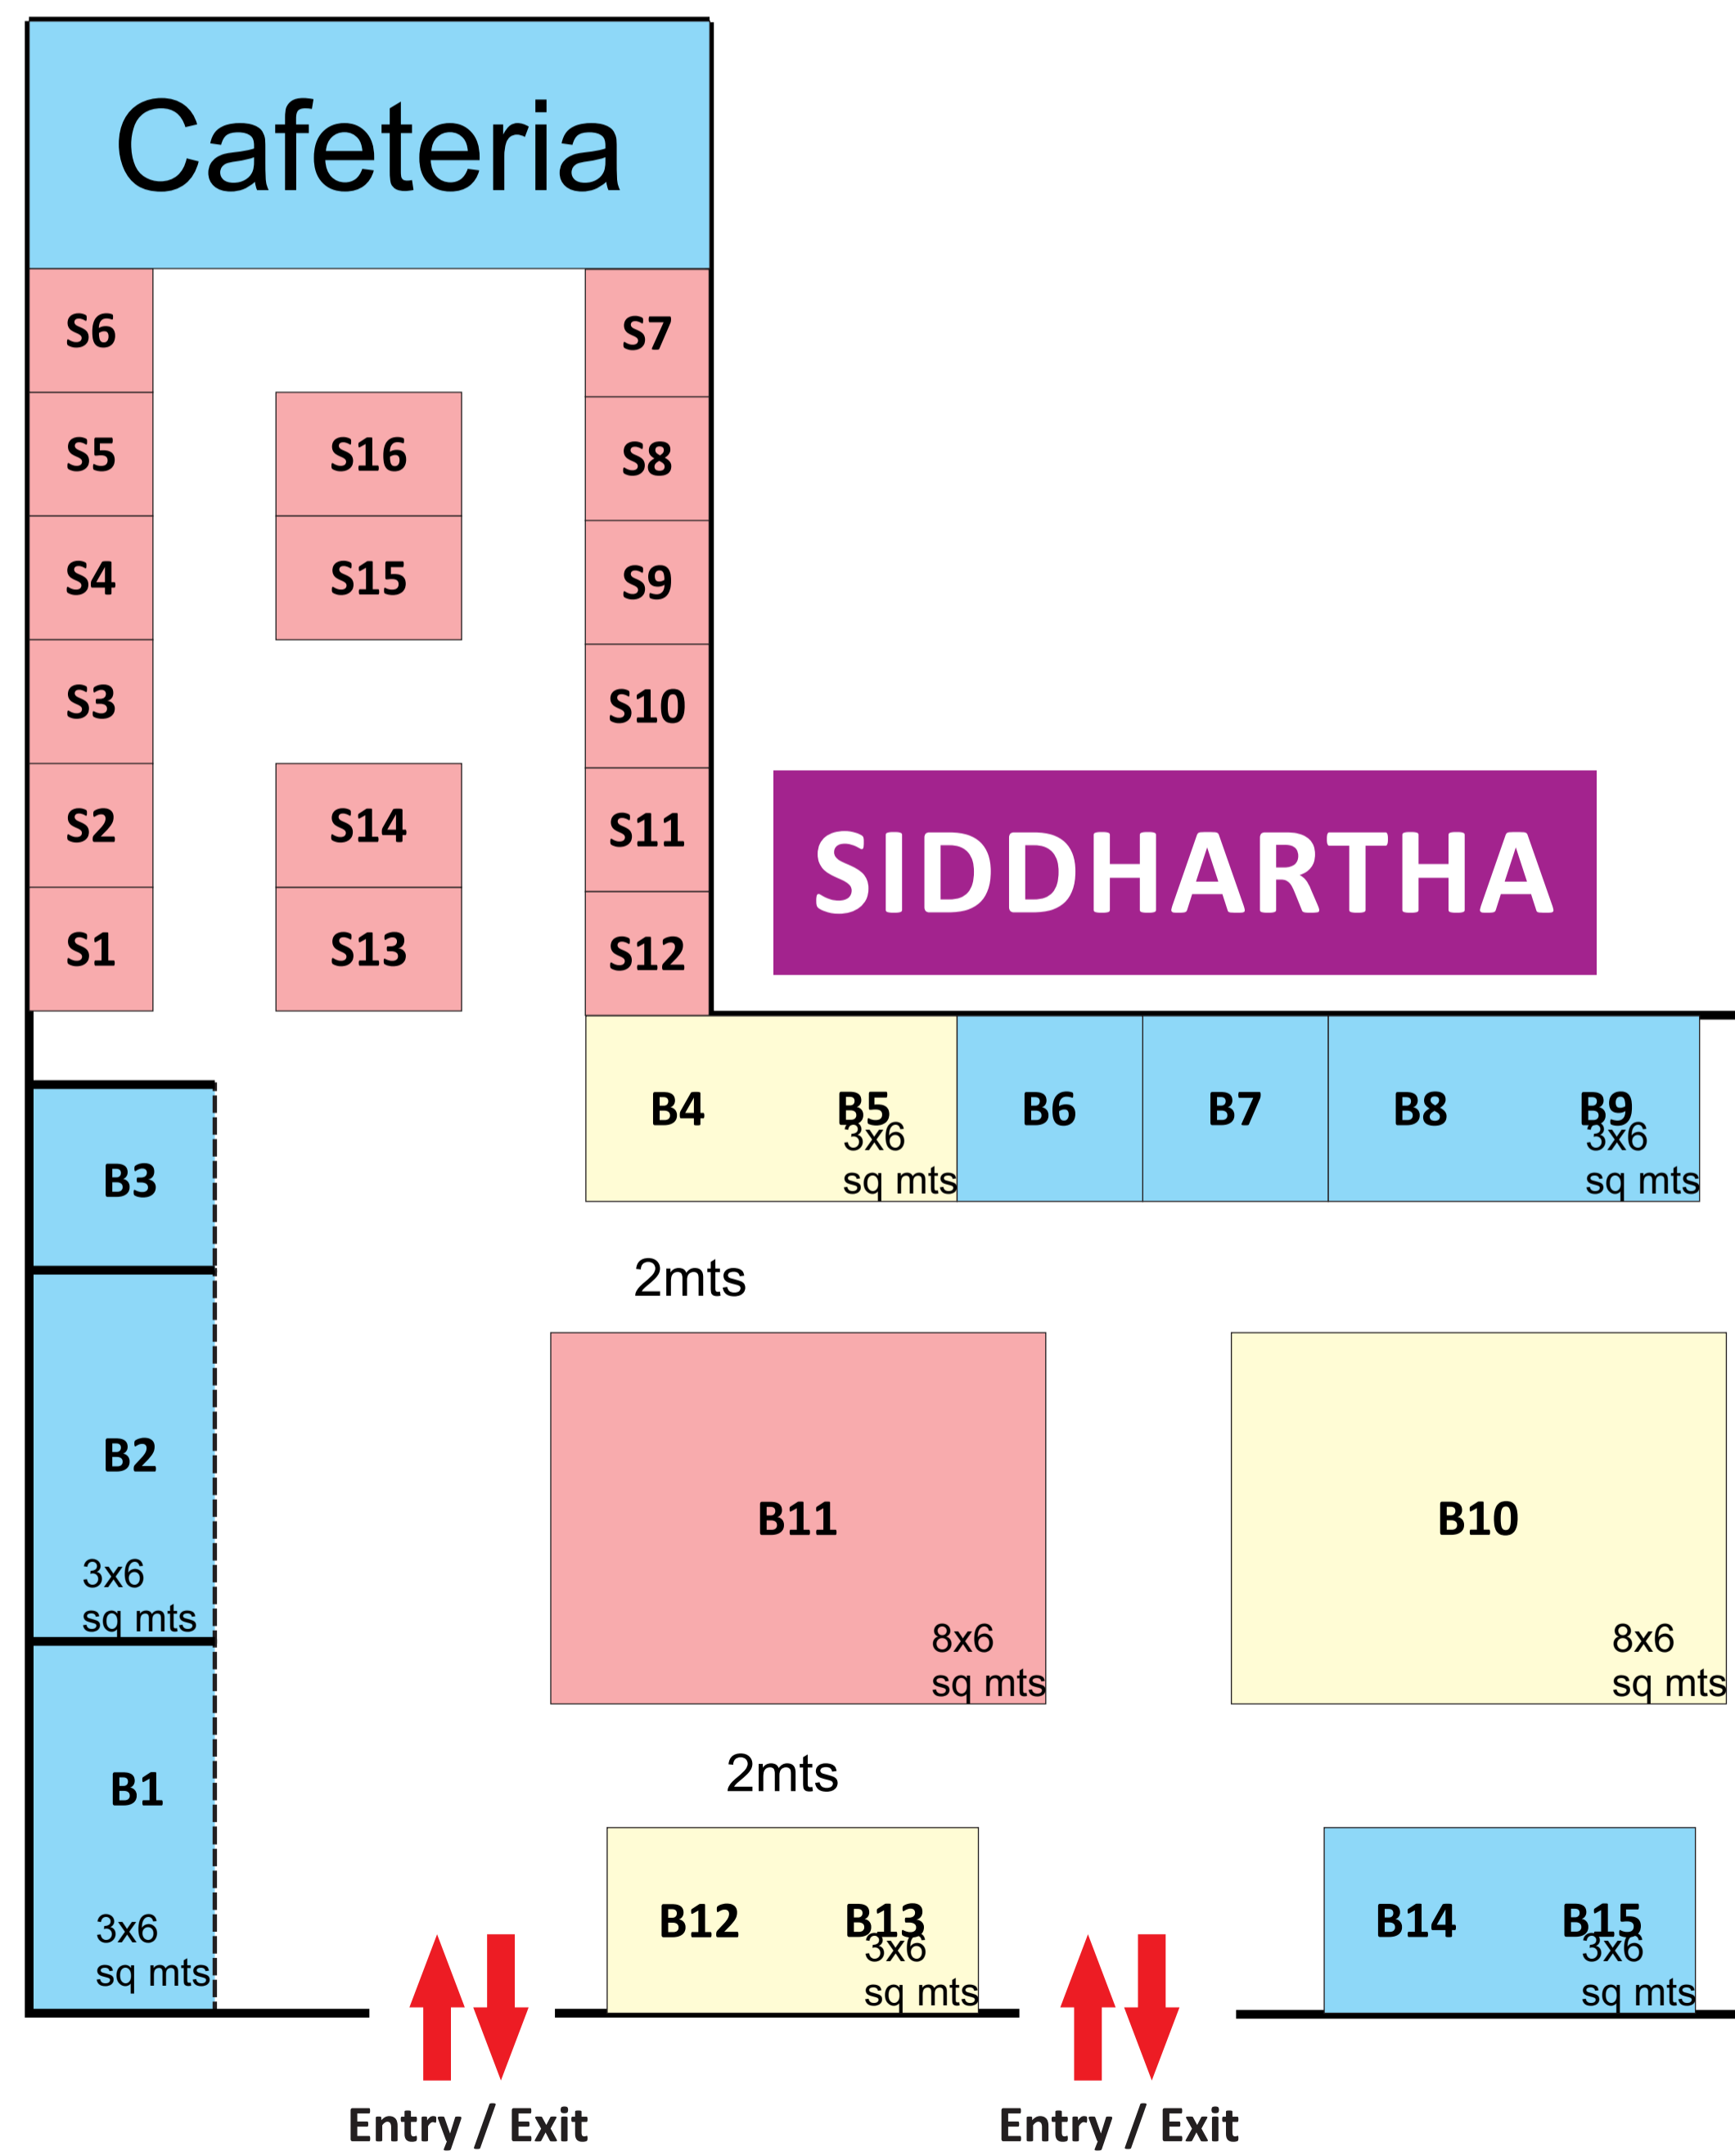 Cafeteria
S6
S7
S5
S16
S8
S4
S15
S9
S3
S10
S2
S14
S11
S1
S13
S12
SIDDHARTHA
B4
B5
3x6
sq mts
B6
B7
B8
B9
3x6
sq mts
B3
2mts
B2
3x6
sq mts
B11
8x6
sq mts
B10
8x6
sq mts
2mts
B1
3x6
sq mts
B12
B13
3x6
sq mts
B14
B15
3x6
sq mts
Entry / Exit
Entry / Exit